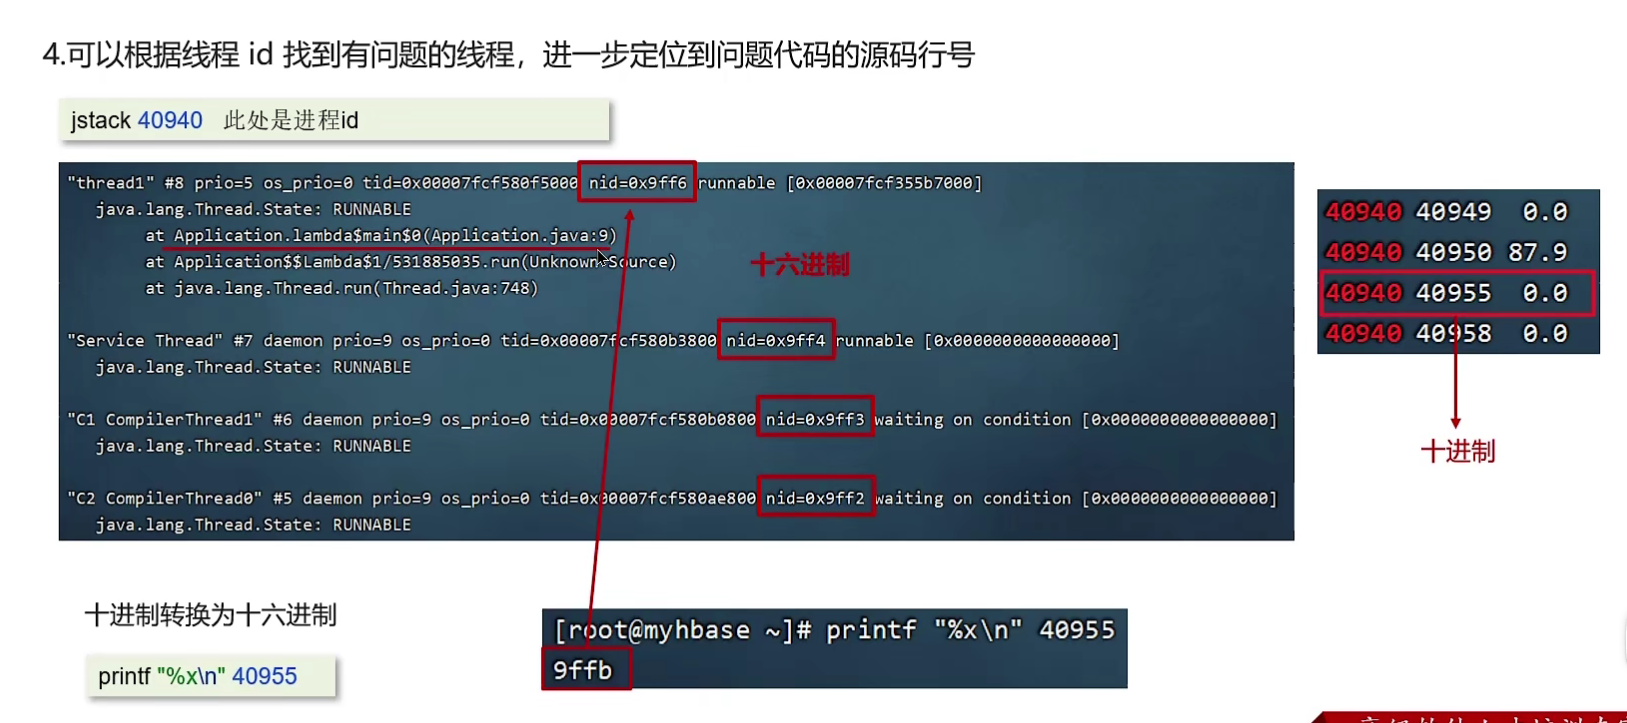 4.可以根据线程 id 找到有问题的线程，进一步定位到问题代码的源码行号
jstack 40940 此处是进程id
"thread1" #8 prio=5 os_prio=0 tid=0x00007fcf580f5000 nid=0x9ff6 runnable [0x00007fcf355b7000]
java.lang.Thread.State: RUNNABLE
at Application.lambda$main$0(Application.java:9)
at Application$$Lambda$1/531885035.run(Unknown Source)
at java.lang.Thread.run(Thread.java:748)
十六进制
"Service Thread" #7 daemon prio=9 os_prio=0 tid=0x00007fcf580b3800 nid=0x9ff4 runnable [0x0000000000000000]
java.lang.Thread.State: RUNNABLE
"C1 CompilerThread1" #6 daemon prio=9 os_prio=0 tid=0x00007fcf580b0800 nid=0x9ff3 waiting on condition [0x0000000000000000]
java.lang.Thread.State: RUNNABLE
"C2 CompilerThread0" #5 daemon prio=9 os_prio=0 tid=0x00007fcf580ae800 nid=0x9ff2 waiting on condition [0x0000000000000000]
java.lang.Thread.State: RUNNABLE
40940 40949 0.0
40940 40950 87.9
40940 40955 0.0
40940 40958 0.0
十进制
十进制转换为十六进制
printf "%x\n" 40955
[root@myhbase ~]# printf "%x\n" 40955
9ffb